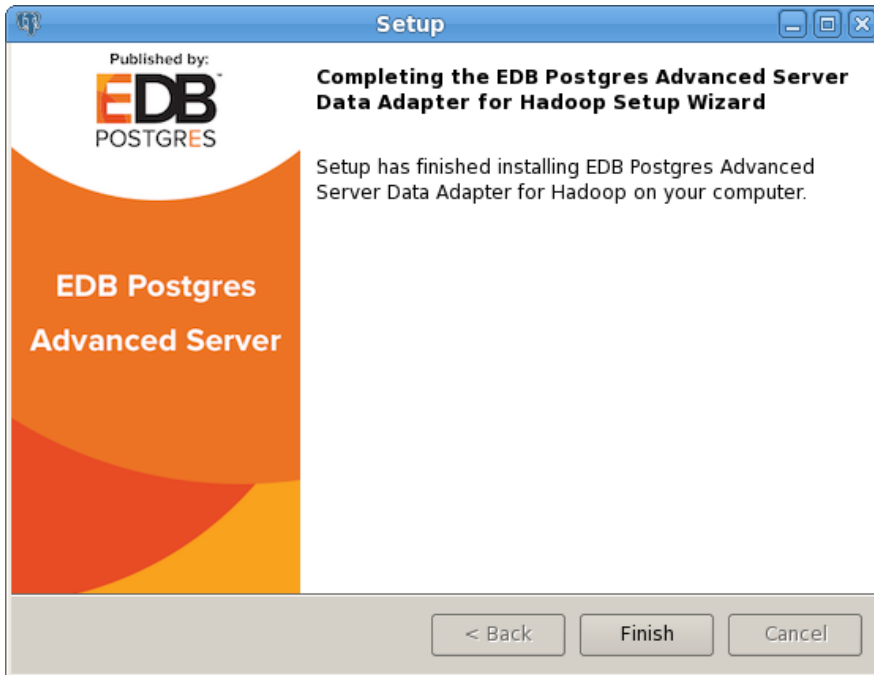 Setup
Published by:
EDB™
POSTGRES
EDB Postgres
Advanced Server
Completing the EDB Postgres Advanced Server
Data Adapter for Hadoop Setup Wizard
Setup has finished installing EDB Postgres Advanced
Server Data Adapter for Hadoop on your computer.
< Back
Finish
Cancel